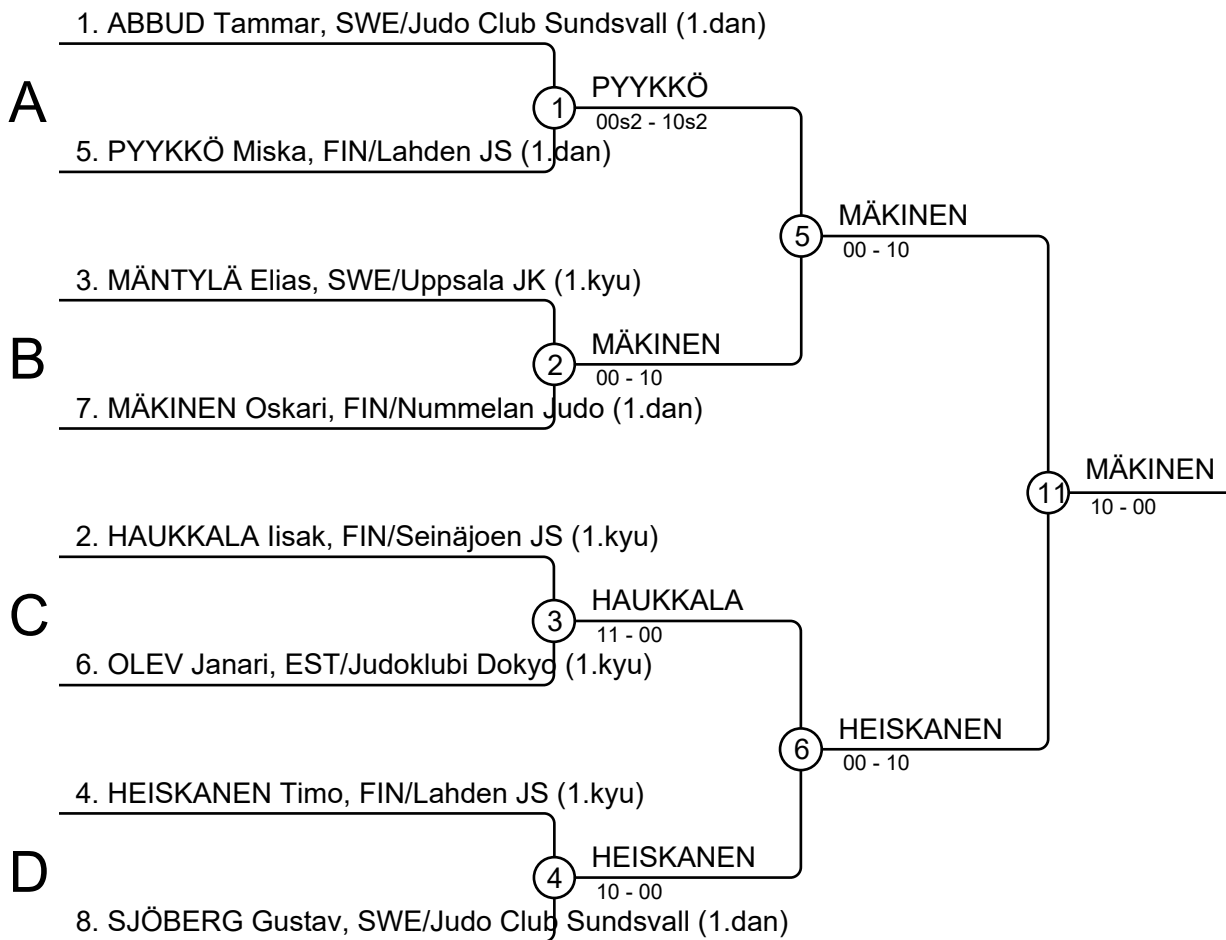 1. ABBUD Tammar, SWE/Judo Club Sundsvall (1.dan)
A
1
PYYKKÖ
00s2 - 10s2
5. PYYKKÖ Miska, FIN/Lahden JS (1.dan)
5
MÄKINEN
00 - 10
3. MÄNTYLÄ Elias, SWE/Uppsala JK (1.kyu)
B
2
MÄKINEN
00 - 10
7. MÄKINEN Oskari, FIN/Nummelan Judo (1.dan)
11
MÄKINEN
10 - 00
2. HAUKKALA Iisak, FIN/Seinäjoen JS (1.kyu)
C
3
HAUKKALA
11 - 00
6. OLEV Janari, EST/Judoklubi Dokyo (1.kyu)
6
HEISKANEN
00 - 10
4. HEISKANEN Timo, FIN/Lahden JS (1.kyu)
D
4
HEISKANEN
10 - 00
8. SJÖBERG Gustav, SWE/Judo Club Sundsvall (1.dan)